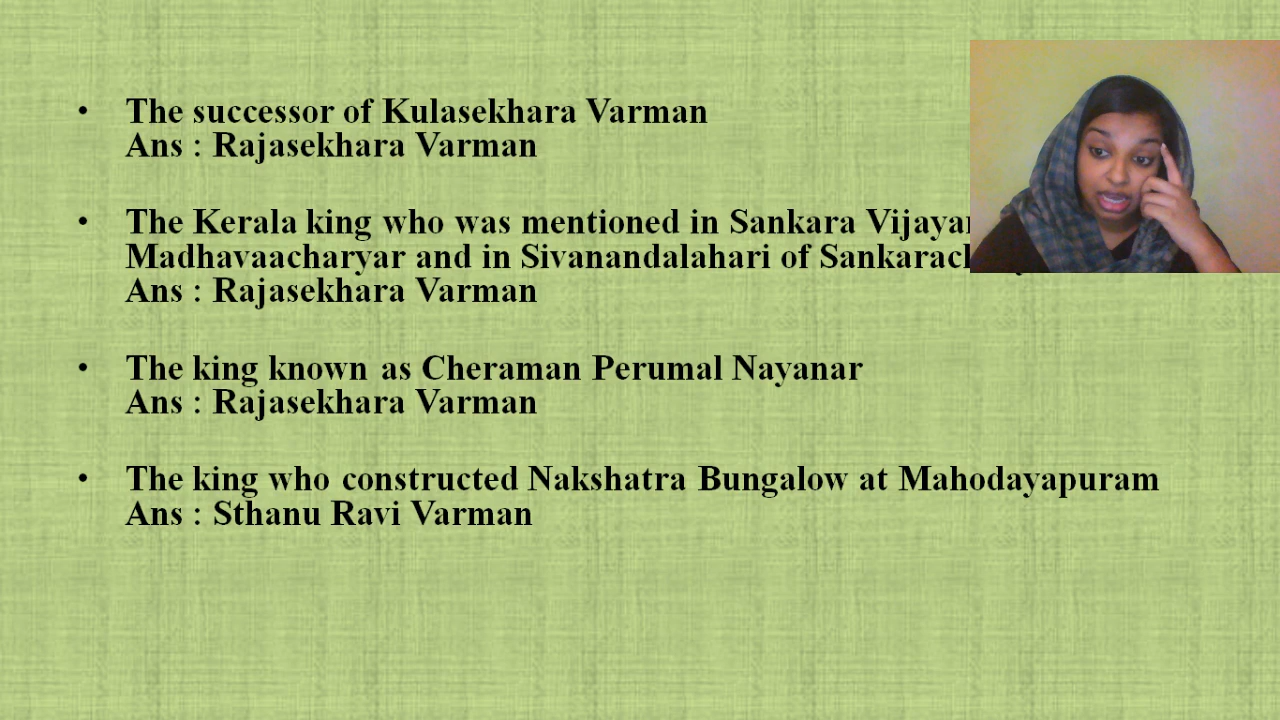 • The successor of Kulasekhara Varman
Ans : Rajasekhara Varman
• The Kerala king who was mentioned in Sankara
Madhavaacharyar and in Sivanandalahari of
Ans : Rajasekhara Varman
• The king known as Cheraman Perumal Nayanar
Ans : Rajasekhara Varman
• The king who constructed Nakshatra Bungalow at Mahodayapuram
Ans : Sthanu Ravi Varman